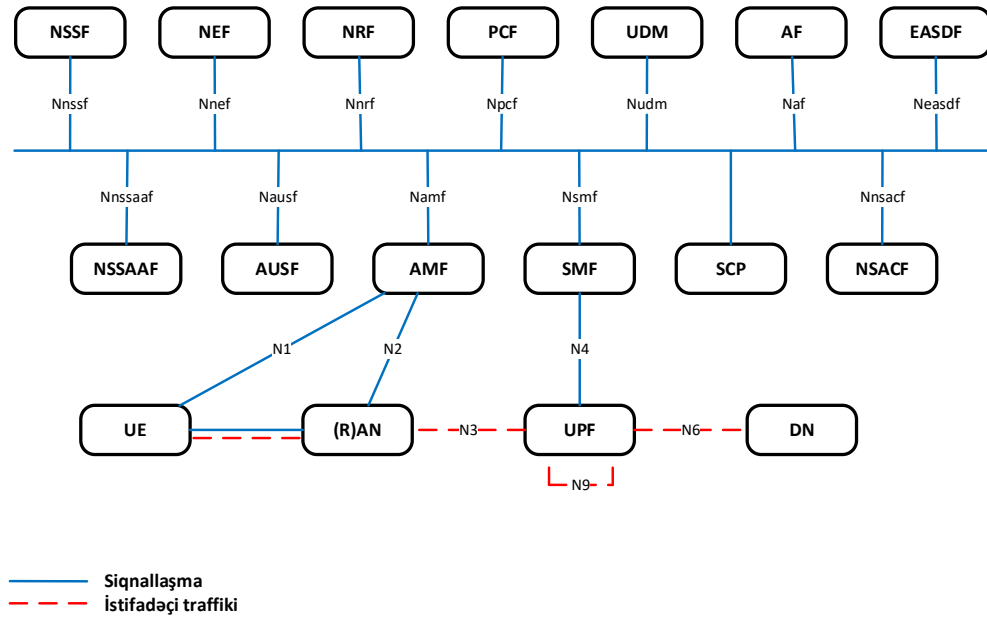 NSSF NEF NRF PCF UDM AF EASDF
Nnssf Nnef Nnrf Npcf Nudm Naf Neasdf
Nnssaaf Nausf Namf Nsmf Nnsacf
NSSAAF AUSF AMF SMF SCP NSACF
N1 N2 N4
UE (R)AN N3 UPF N6 DN
N9
Siqnallaşma
İstifadəçi traffiki